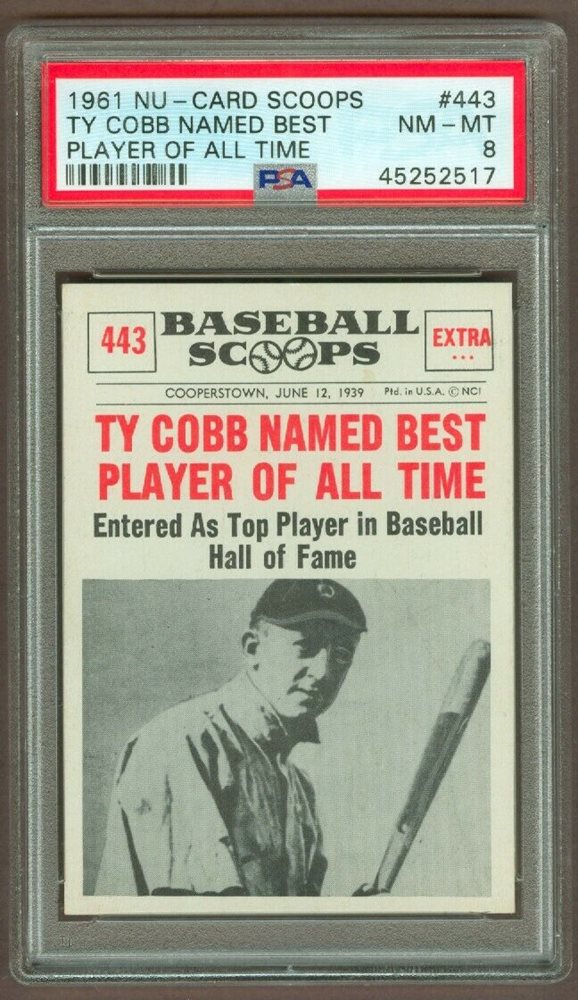 1961 NU-CARD SCOOPS #443
TY COBB NAMED BEST NM-MT
PLAYER OF ALL TIME 8
PSA 45252517
443 BASEBALL SCOOPS EXTRA ...
COOPERSTOWN, JUNE 12, 1939 Ptd. in U.S.A. © NCI
TY COBB NAMED BEST
PLAYER OF ALL TIME
Entered As Top Player in Baseball
Hall of Fame